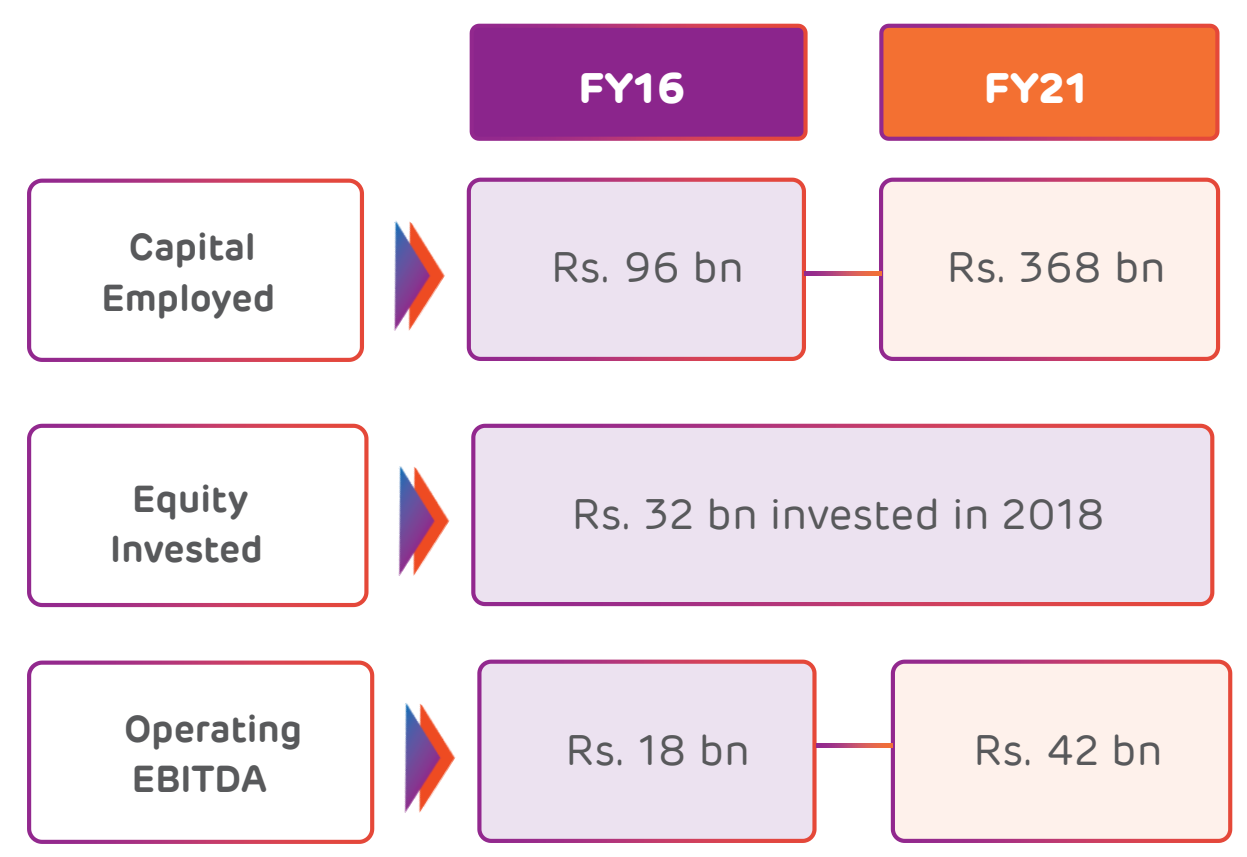 FY16
FY21
Capital
Employed
Rs. 96 bn
Rs. 368 bn
Equity
Invested
Rs. 32 bn invested in 2018
Operating
EBITDA
Rs. 18 bn
Rs. 42 bn